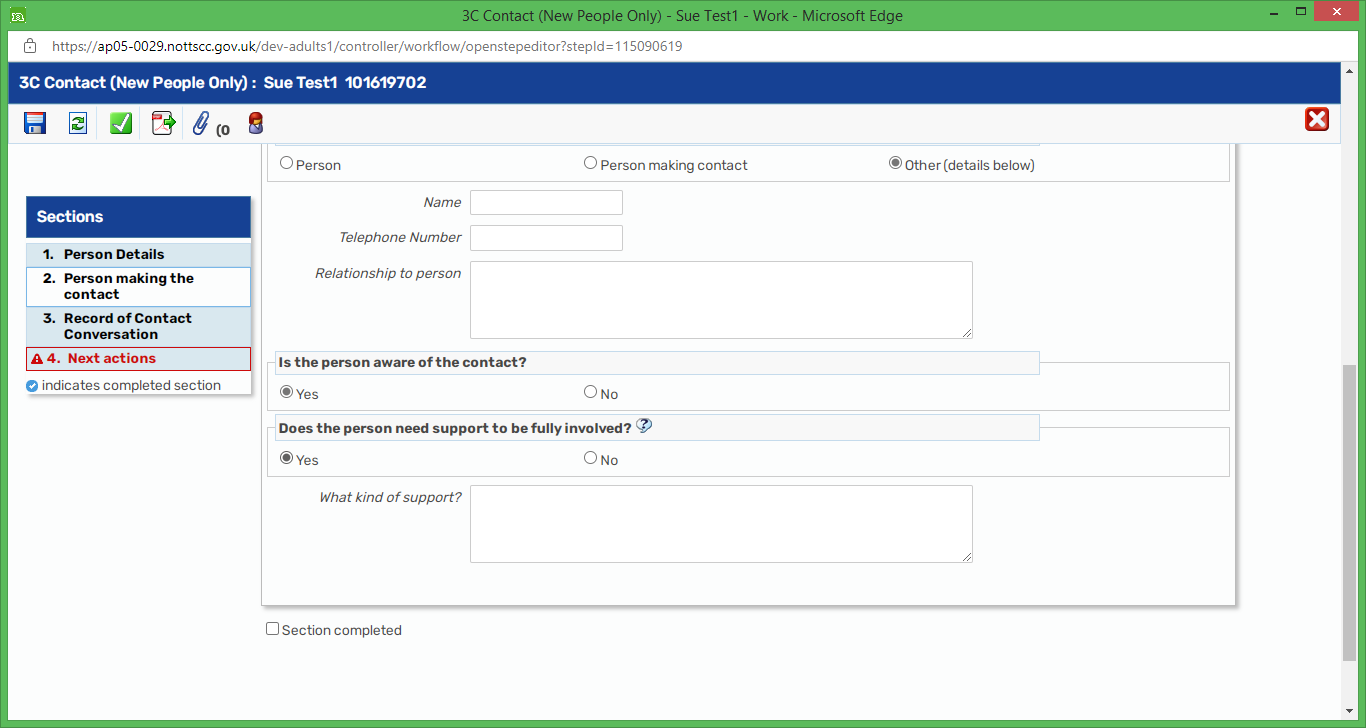 3C Contact (New People Only) - Sue Test1 - Work - Microsoft Edge
https://ap05-0029.nottscc.gov.uk/dev-adults1/controller/workflow/openstepeditor?stepId=115090619
3C Contact (New People Only) : Sue Test1 101619702
(0
Person Person making contact Other (details below)
Name
Telephone Number
Relationship to person
Sections
1. Person Details
2. Person making the
contact
3. Record of Contact
Conversation
4. Next actions
indicates completed section
Is the person aware of the contact?
Yes No
Does the person need support to be fully involved?
Yes No
What kind of support?
Section completed